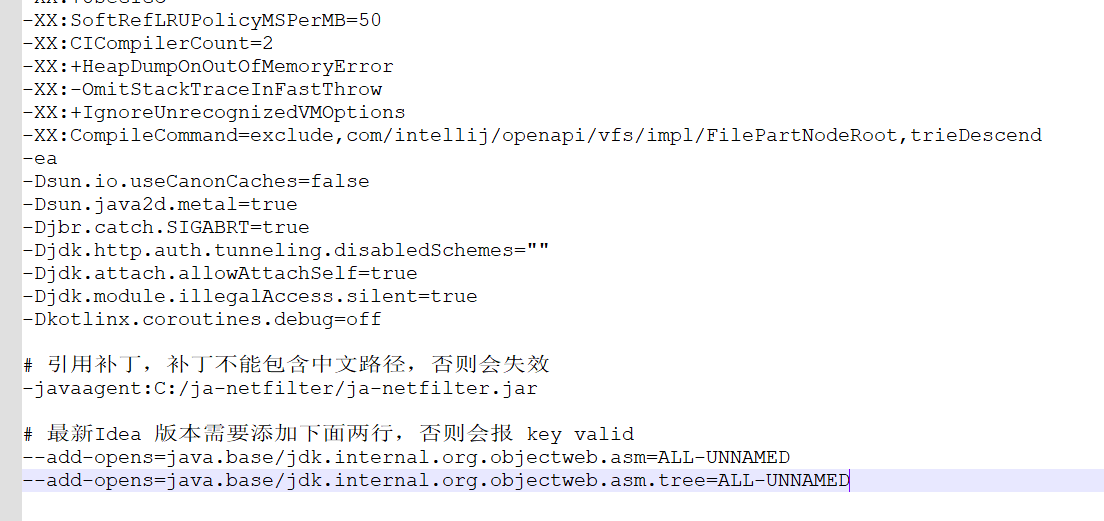 -XX:SoftRefLRUPolicyMSPerMB=50
-XX:CICompilerCount=2
-XX:+HeapDumpOnOutOfMemoryError
-XX:-OmitStackTraceInFastThrow
-XX:+IgnoreUnrecognizedVMOptions
-XX:CompileCommand=exclude,com/intellij/openapi/vfs/impl/FilePartNodeRoot,trieDescend
-ea
-Dsun.io.useCanonCaches=false
-Dsun.java2d.metal=true
-Djbr.catch.SIGABRT=true
-Djdk.http.auth.tunneling.disabledSchemes=""
-Djdk.attach.allowAttachSelf=true
-Djdk.module.illegalAccess.silent=true
-Dkotlinx.coroutines.debug=off
# 引用补丁，补丁不能包含中文路径，否则会失效
-javaagent:C:/ja-netfilter/ja-netfilter.jar
# 最新Idea 版本需要添加下面两行，否则会报 key valid
--add-opens=java.base/jdk.internal.org.objectweb.asm=ALL-UNNAMED
--add-opens=java.base/jdk.internal.org.objectweb.asm.tree=ALL-UNNAMED